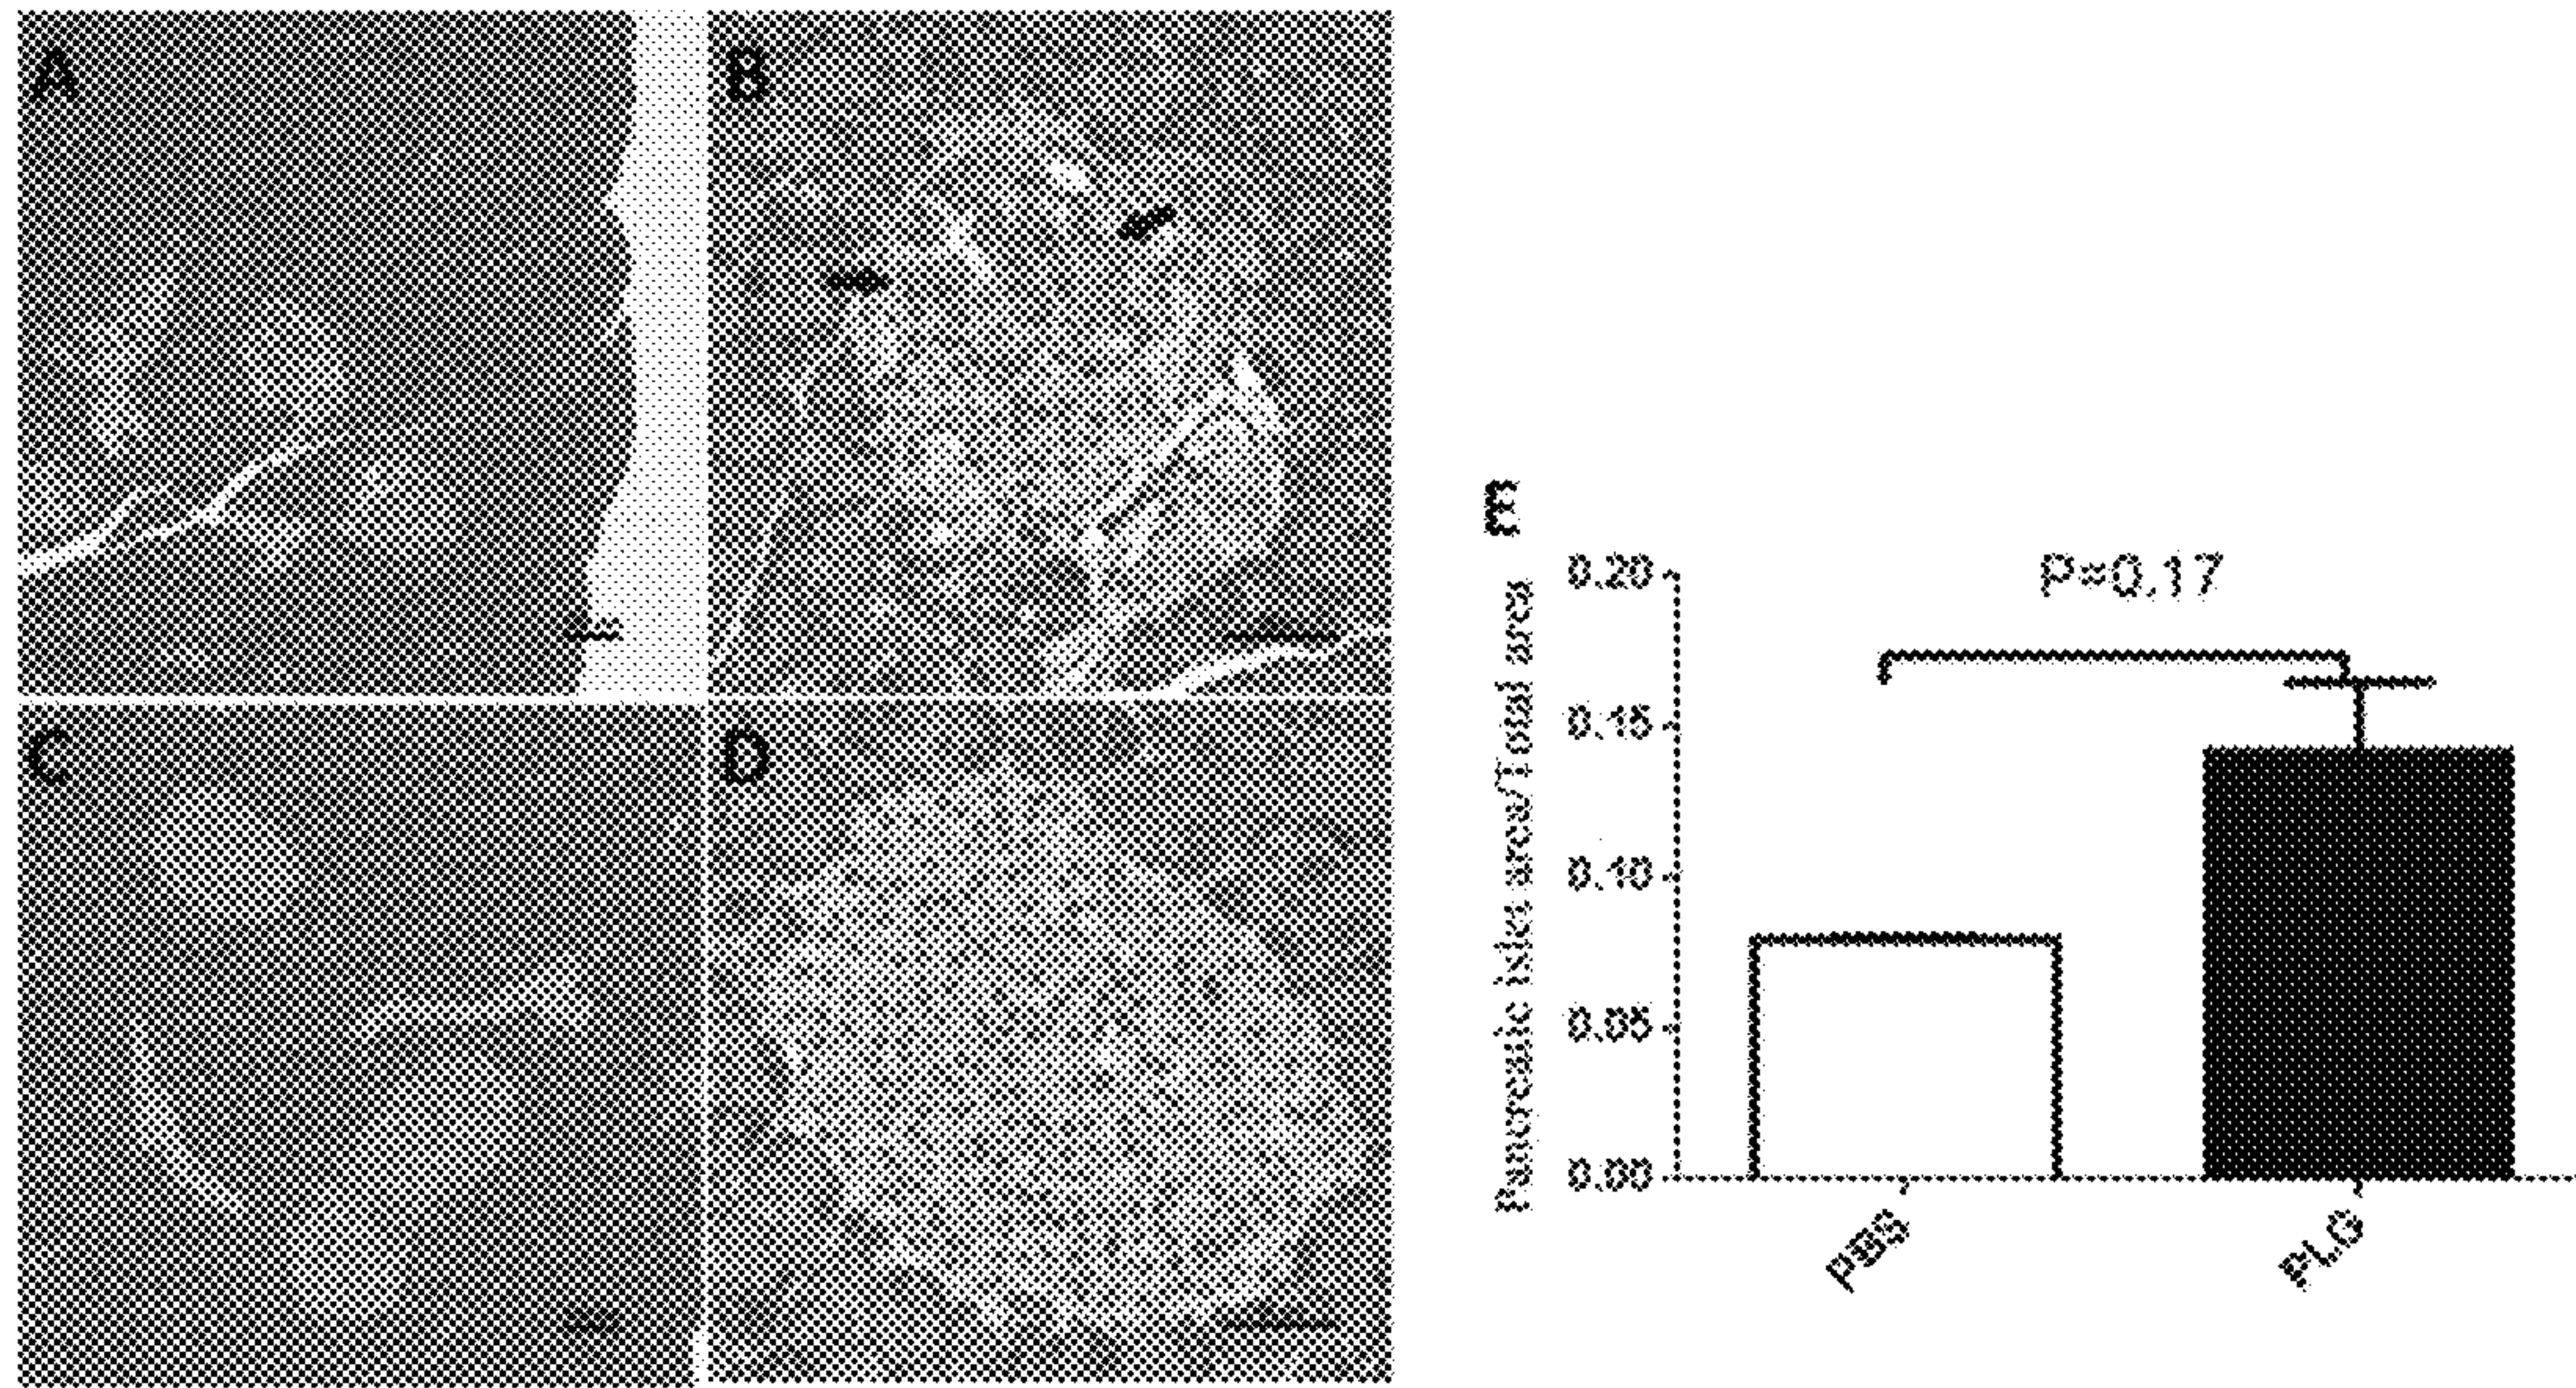 A
B
C
D
E
P=0.17
Pancreatic islet area/Total area
0.20
0.15
0.10
0.05
0.00
PBS
PLG